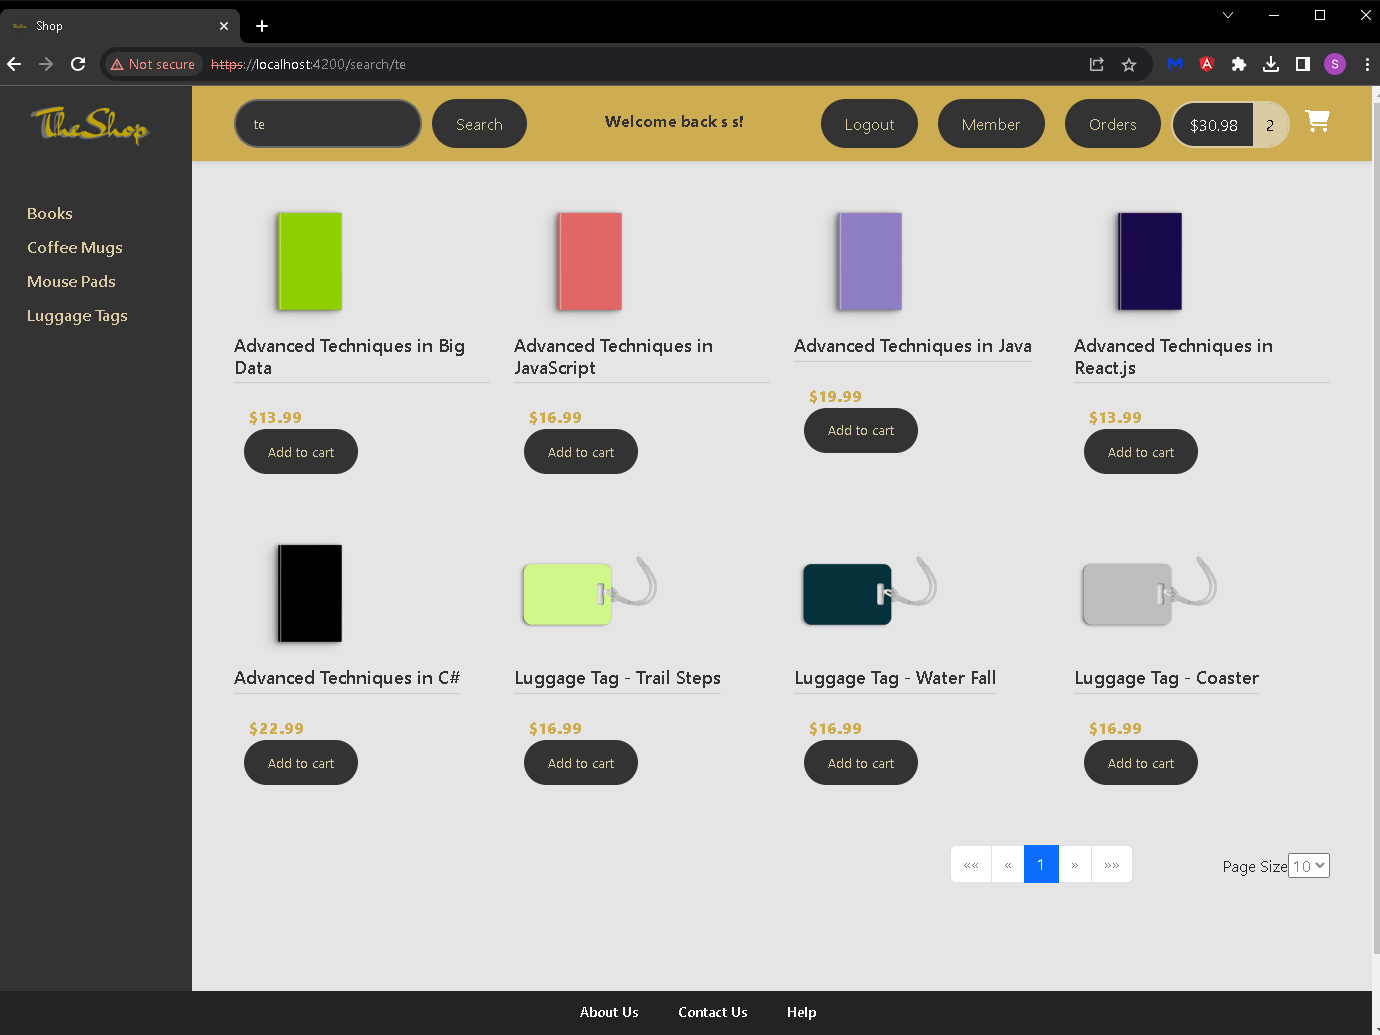 Shop
Not secure https://localhost:4200/search/te
S
TheShop
te
Search
Welcome back s s!
Logout
Member
Orders
$30.98 2
Books
Coffee Mugs
Mouse Pads
Luggage Tags
Advanced Techniques in Big
Data
$13.99
Add to cart
Advanced Techniques in
JavaScript
$16.99
Add to cart
Advanced Techniques in Java
$19.99
Add to cart
Advanced Techniques in
React.js
$13.99
Add to cart
Advanced Techniques in C#
$22.99
Add to cart
Luggage Tag - Trail Steps
$16.99
Add to cart
Luggage Tag - Water Fall
$16.99
Add to cart
Luggage Tag - Coaster
$16.99
Add to cart
«« « 1 » »»
Page Size 10
About Us Contact Us Help